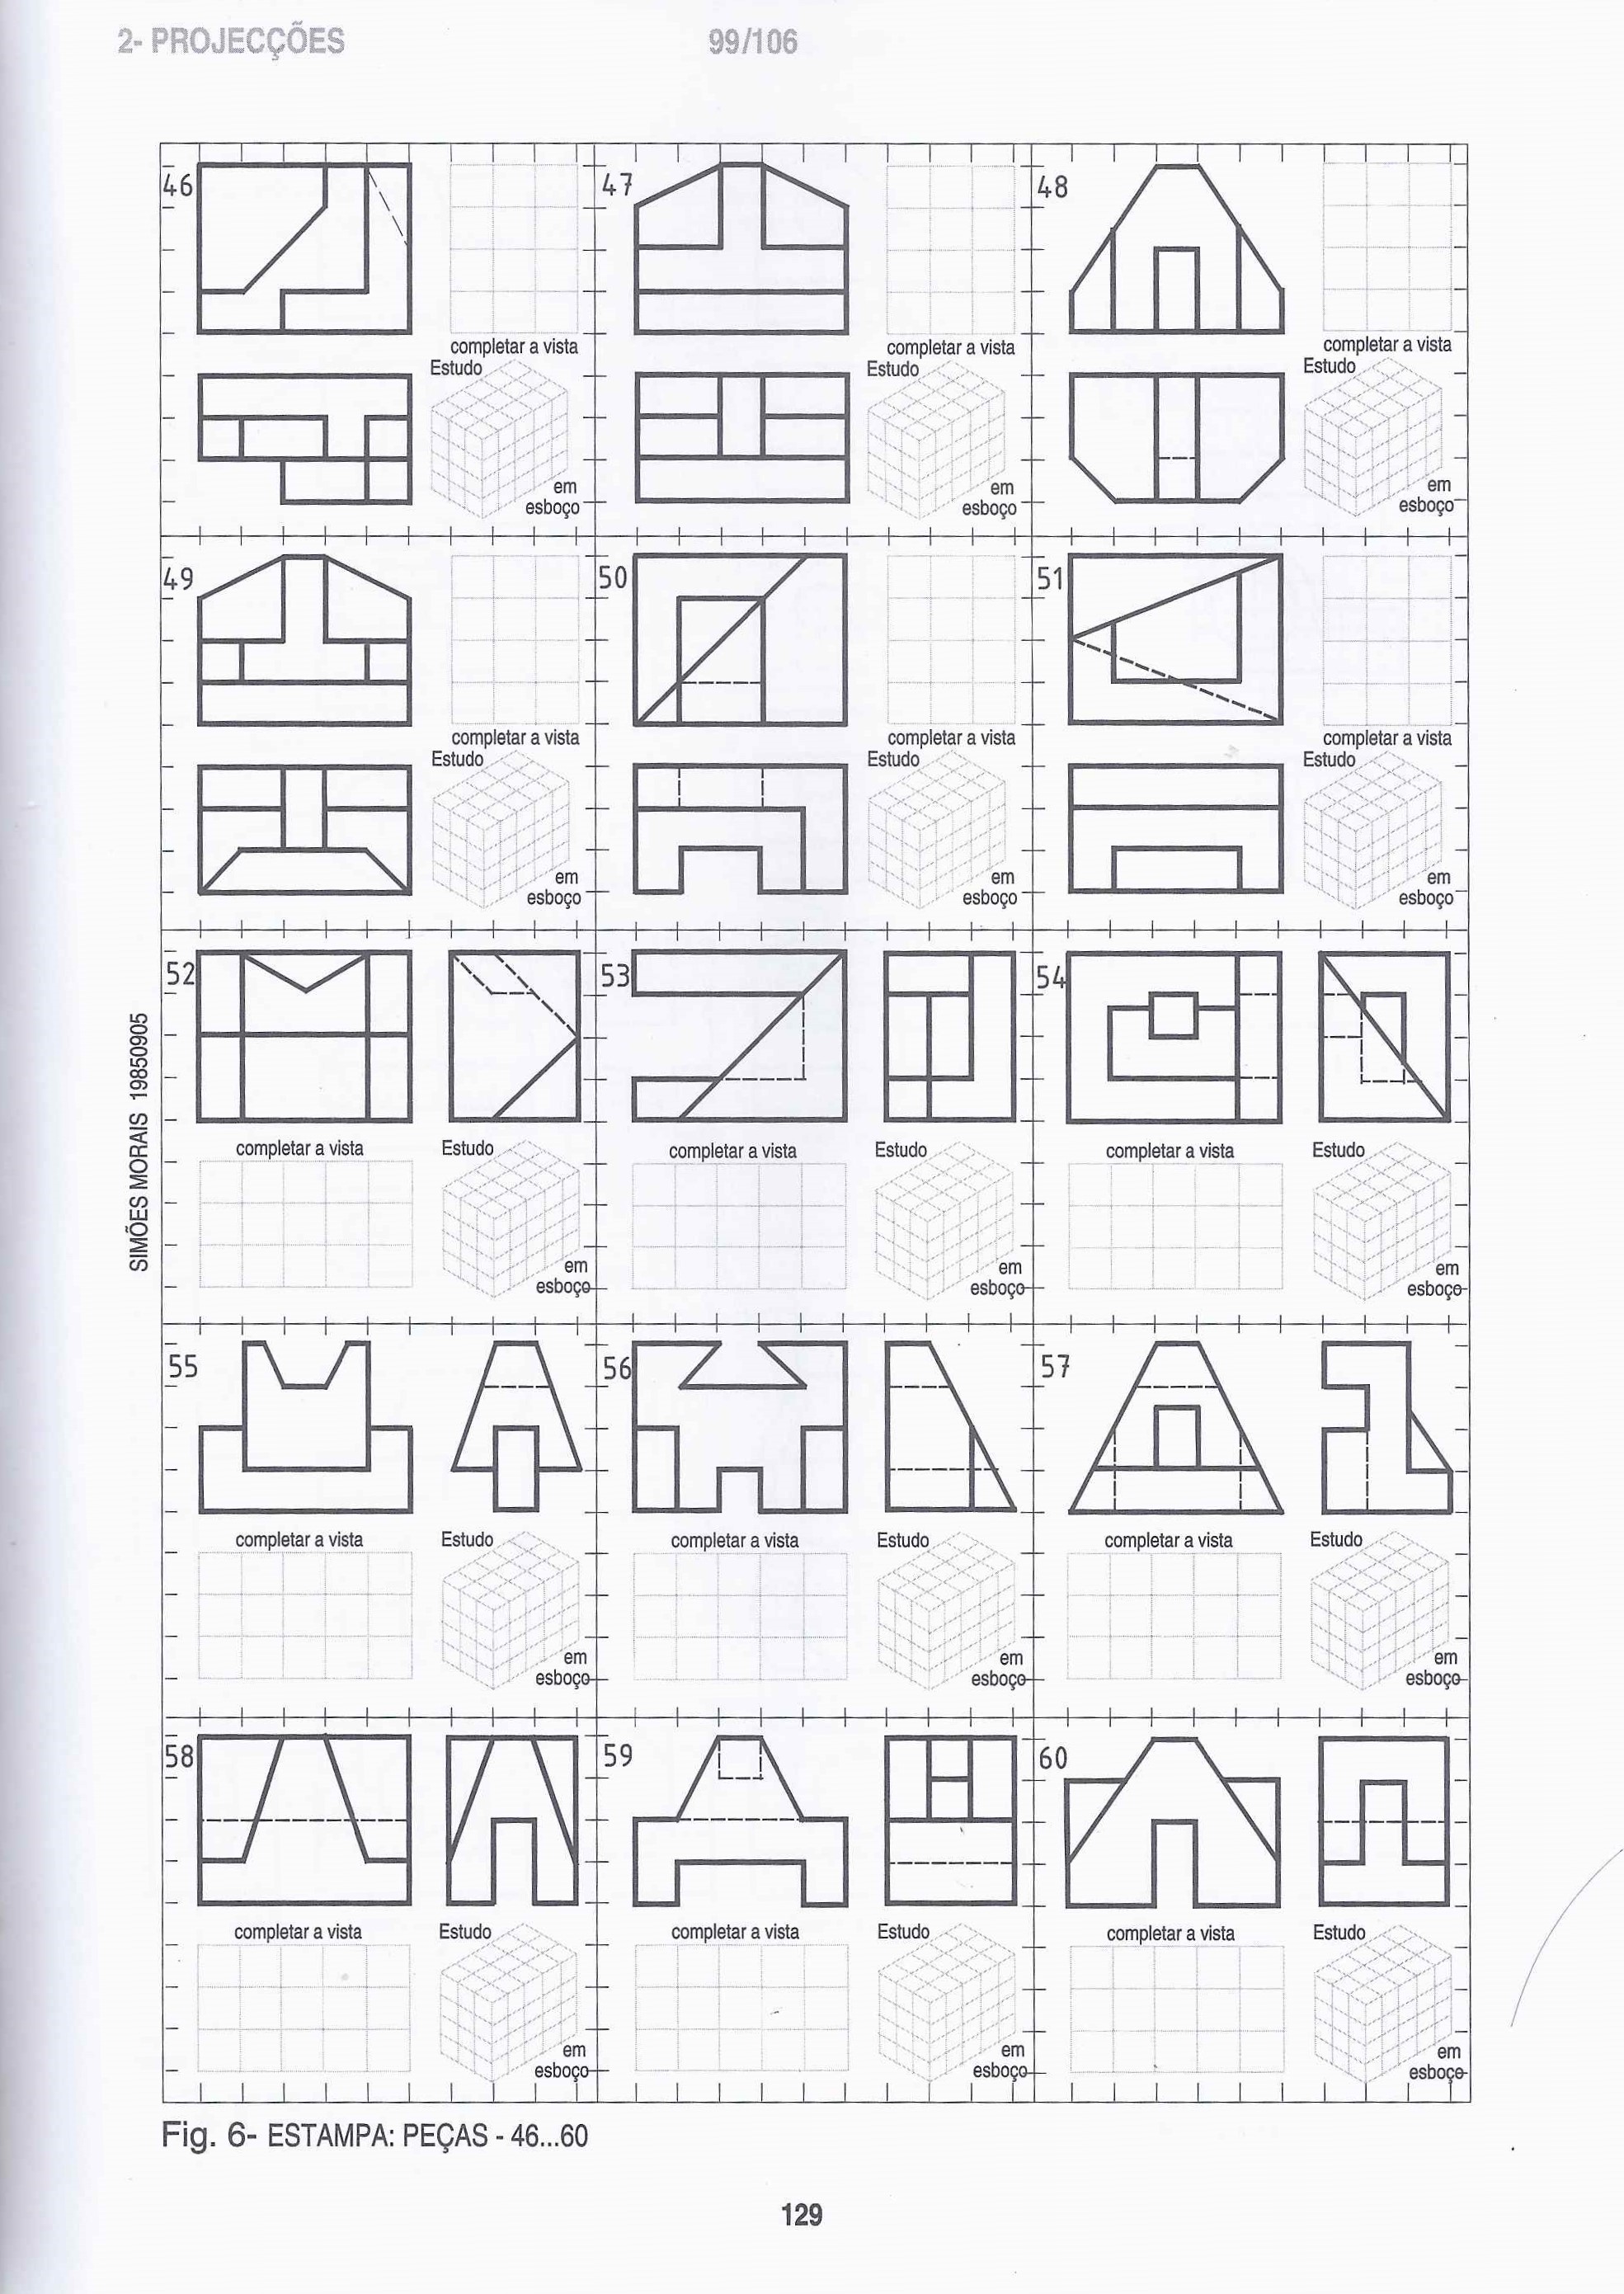 2- PROJECÇÕES
99/106
46
completar a vista
Estudo
em
esboço
47
completar a vista
Estudo
em
esboço
48
completar a vista
Estudo
em
esboço
49
completar a vista
Estudo
em
esboço
50
completar a vista
Estudo
em
esboço
51
completar a vista
Estudo
em
esboço
52
completar a vista
Estudo
em
esboço
53
completar a vista
Estudo
em
esboço
54
completar a vista
Estudo
em
esboço
SIMÕES MORAIS 19850905
55
completar a vista
Estudo
em
esboço
56
completar a vista
Estudo
em
esboço
57
completar a vista
Estudo
em
esboço
58
completar a vista
Estudo
em
esboço
59
completar a vista
Estudo
em
esboço
60
completar a vista
Estudo
em
esboço
Fig. 6- ESTAMPA: PEÇAS - 46...60
129